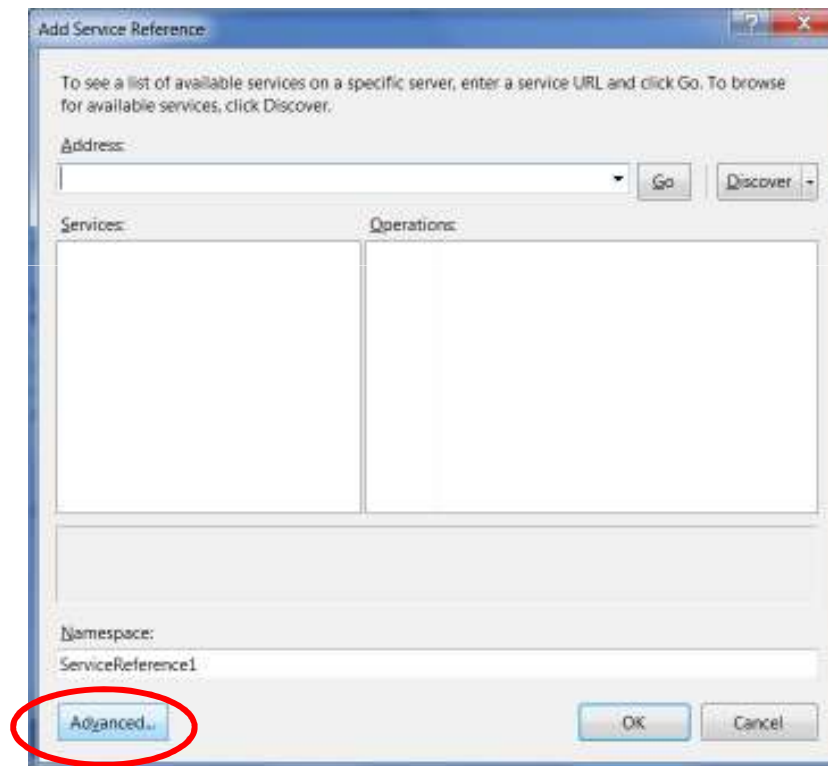 Add Service Reference
?
To see a list of available services on a specific server, enter a service URL and click Go. To browse
for available services, click Discover.
Address:
Go
Discover
Services:
Operations:
Namespace:
ServiceReference1
Advanced...
OK
Cancel